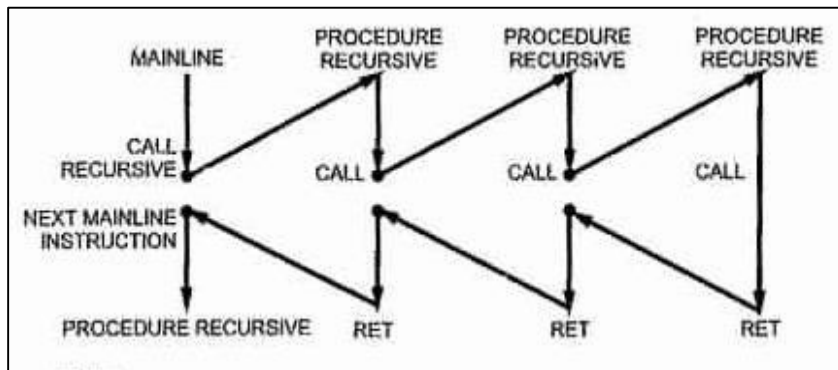 MAINLINE
PROCEDURE
RECURSIVE
PROCEDURE
RECURSIVE
PROCEDURE
RECURSIVE
CALL
RECURSIVE
CALL
CALL
CALL
NEXT MAINLINE
INSTRUCTION
PROCEDURE RECURSIVE
RET
RET
RET